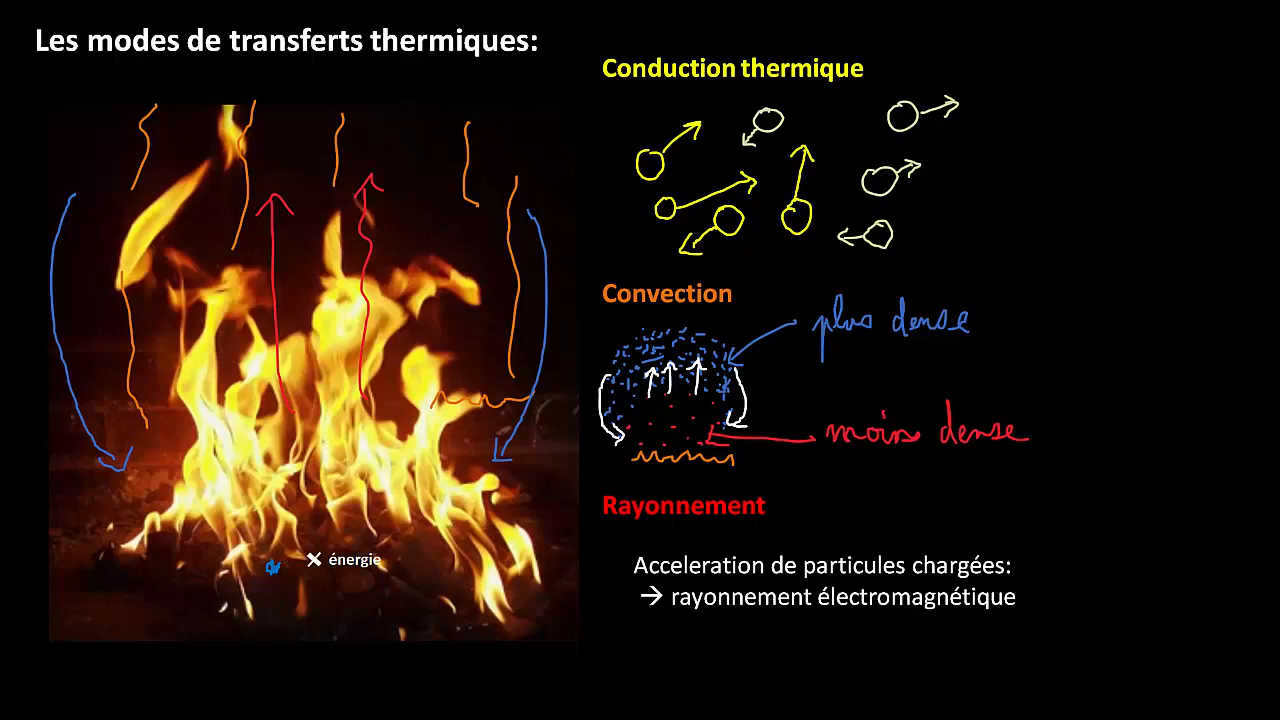 Les modes de transferts thermiques:
Conduction thermique
Convection
plus dense
moins dense
Rayonnement
Acceleration de particules chargées:
→ rayonnement électromagnétique
énergie